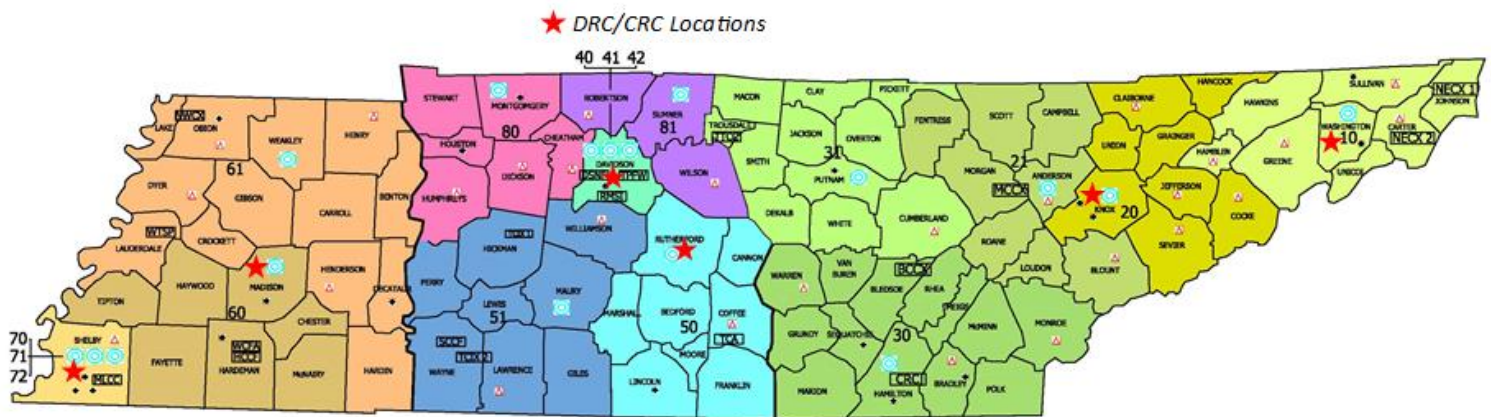 DRC/CRC Locations
40 41 42
STEWART
MONTGOMGERY
ROBERTSON
SUMNER
MACON
CLAY
PICKETT
CLAIBORNE
HANCOCK
HAWKINS
SULLIVAN
NECX 1
JOHNSON
LAKE
NWCX
OBION
WEAKLEY
HENRY
80
CHEATHAM
81
TROUSDALE
TTCC
JACKSON
OVERTON
FENTRESS
SCOTT
CAMPBELL
UNION
GRAINGER
HAMBLEN
GREENE
WASHINGTON
10
CARTER
NECX 2
UNICOI
HOUSTON
DICKSON
DAVIDSON
RMSI
WILSON
SMITH
31
PUTNAM
MORGAN
21
ANDERSON
MCCX
KNOX
20
JEFFERSON
COCKE
61
DYER
GIBSON
CARROLL
BENTON
HUMPHRYS
HICKMAN
WILLIAMSON
RUTHERFORD
CANNON
DEKALB
WHITE
CUMBERLAND
ROANE
LOUDON
BLOUNT
SEVIER
WTSP
LAUDERDALE
CROCKETT
MADISON
HENDERSON
DECATUR
PERRY
LEWIS
51
MAURY
MARSHALL
BEDFORD
50
COFFEE
TCA
WARREN
VAN
BUREN
BLEDSOE
BCCX
RHEA
MEIGS
McMINN
MONROE
TIPTON
HAYWOOD
60
CHESTER
SCCF
TCIX 2
MOORE
GRUNDY
SEQUATCHIE
30
70
71
72
SHELBY
MLCC
FAYETTE
WCFA
HCCF
HARDEMAN
McNAIRY
HARDIN
WAYNE
LAWRENCE
GILES
LINCOLN
FRANKLIN
MARION
CRCI
HAMILTON
BRADLEY
POLK